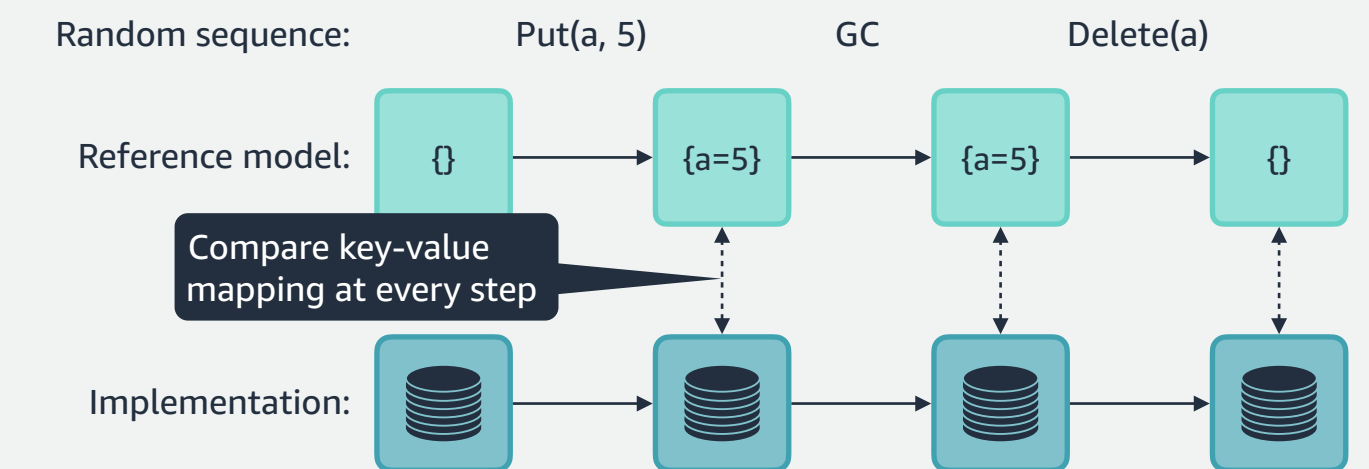 Random sequence: Put(a, 5) GC Delete(a)
Reference model: {} {a=5} {a=5} {}
Compare key-value
mapping at every step
Implementation: